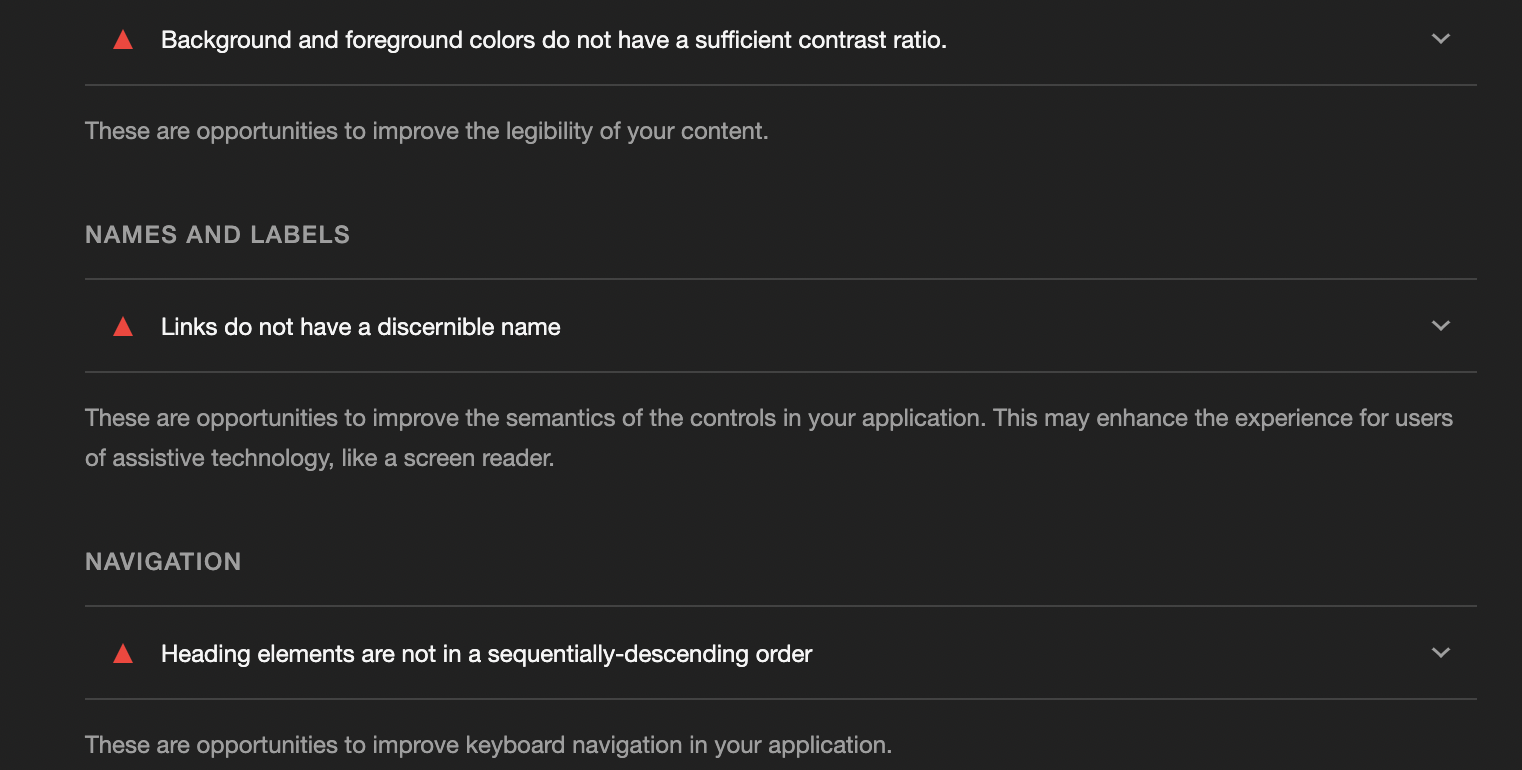 Background and foreground colors do not have a sufficient contrast ratio.
These are opportunities to improve the legibility of your content.
NAMES AND LABELS
Links do not have a discernible name
These are opportunities to improve the semantics of the controls in your application. This may enhance the experience for users
of assistive technology, like a screen reader.
NAVIGATION
Heading elements are not in a sequentially-descending order
These are opportunities to improve keyboard navigation in your application.